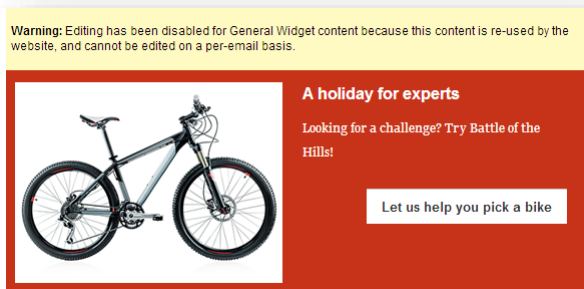 Warning: Editing has been disabled for General Widget content because this content is re-used by the
website, and cannot be edited on a per-email basis.
A holiday for experts
Looking for a challenge? Try Battle of the
Hills!
Let us help you pick a bike